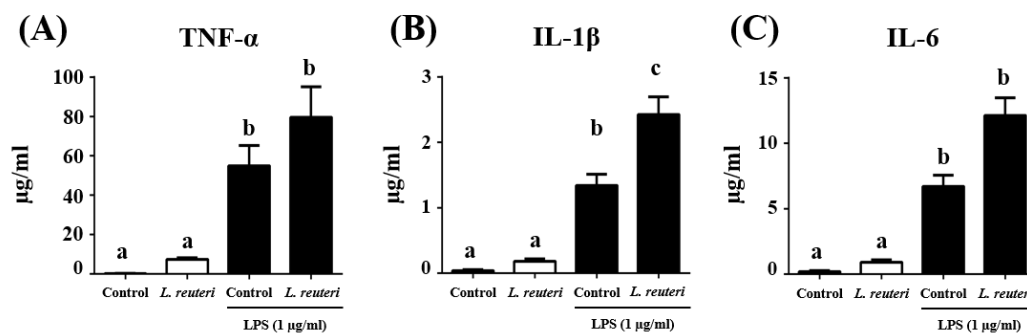 (A) TNF-α
100
80
60
40
20
0
µg/ml
a
a
b
b
Control L. reuteri Control L. reuteri
LPS (1 µg/ml)
(B) IL-1β
3
2
1
0
µg/ml
a
a
b
c
Control L. reuteri Control L. reuteri
LPS (1 µg/ml)
(C) IL-6
15
10
5
0
µg/ml
a
a
b
b
Control L. reuteri Control L. reuteri
LPS (1 µg/ml)